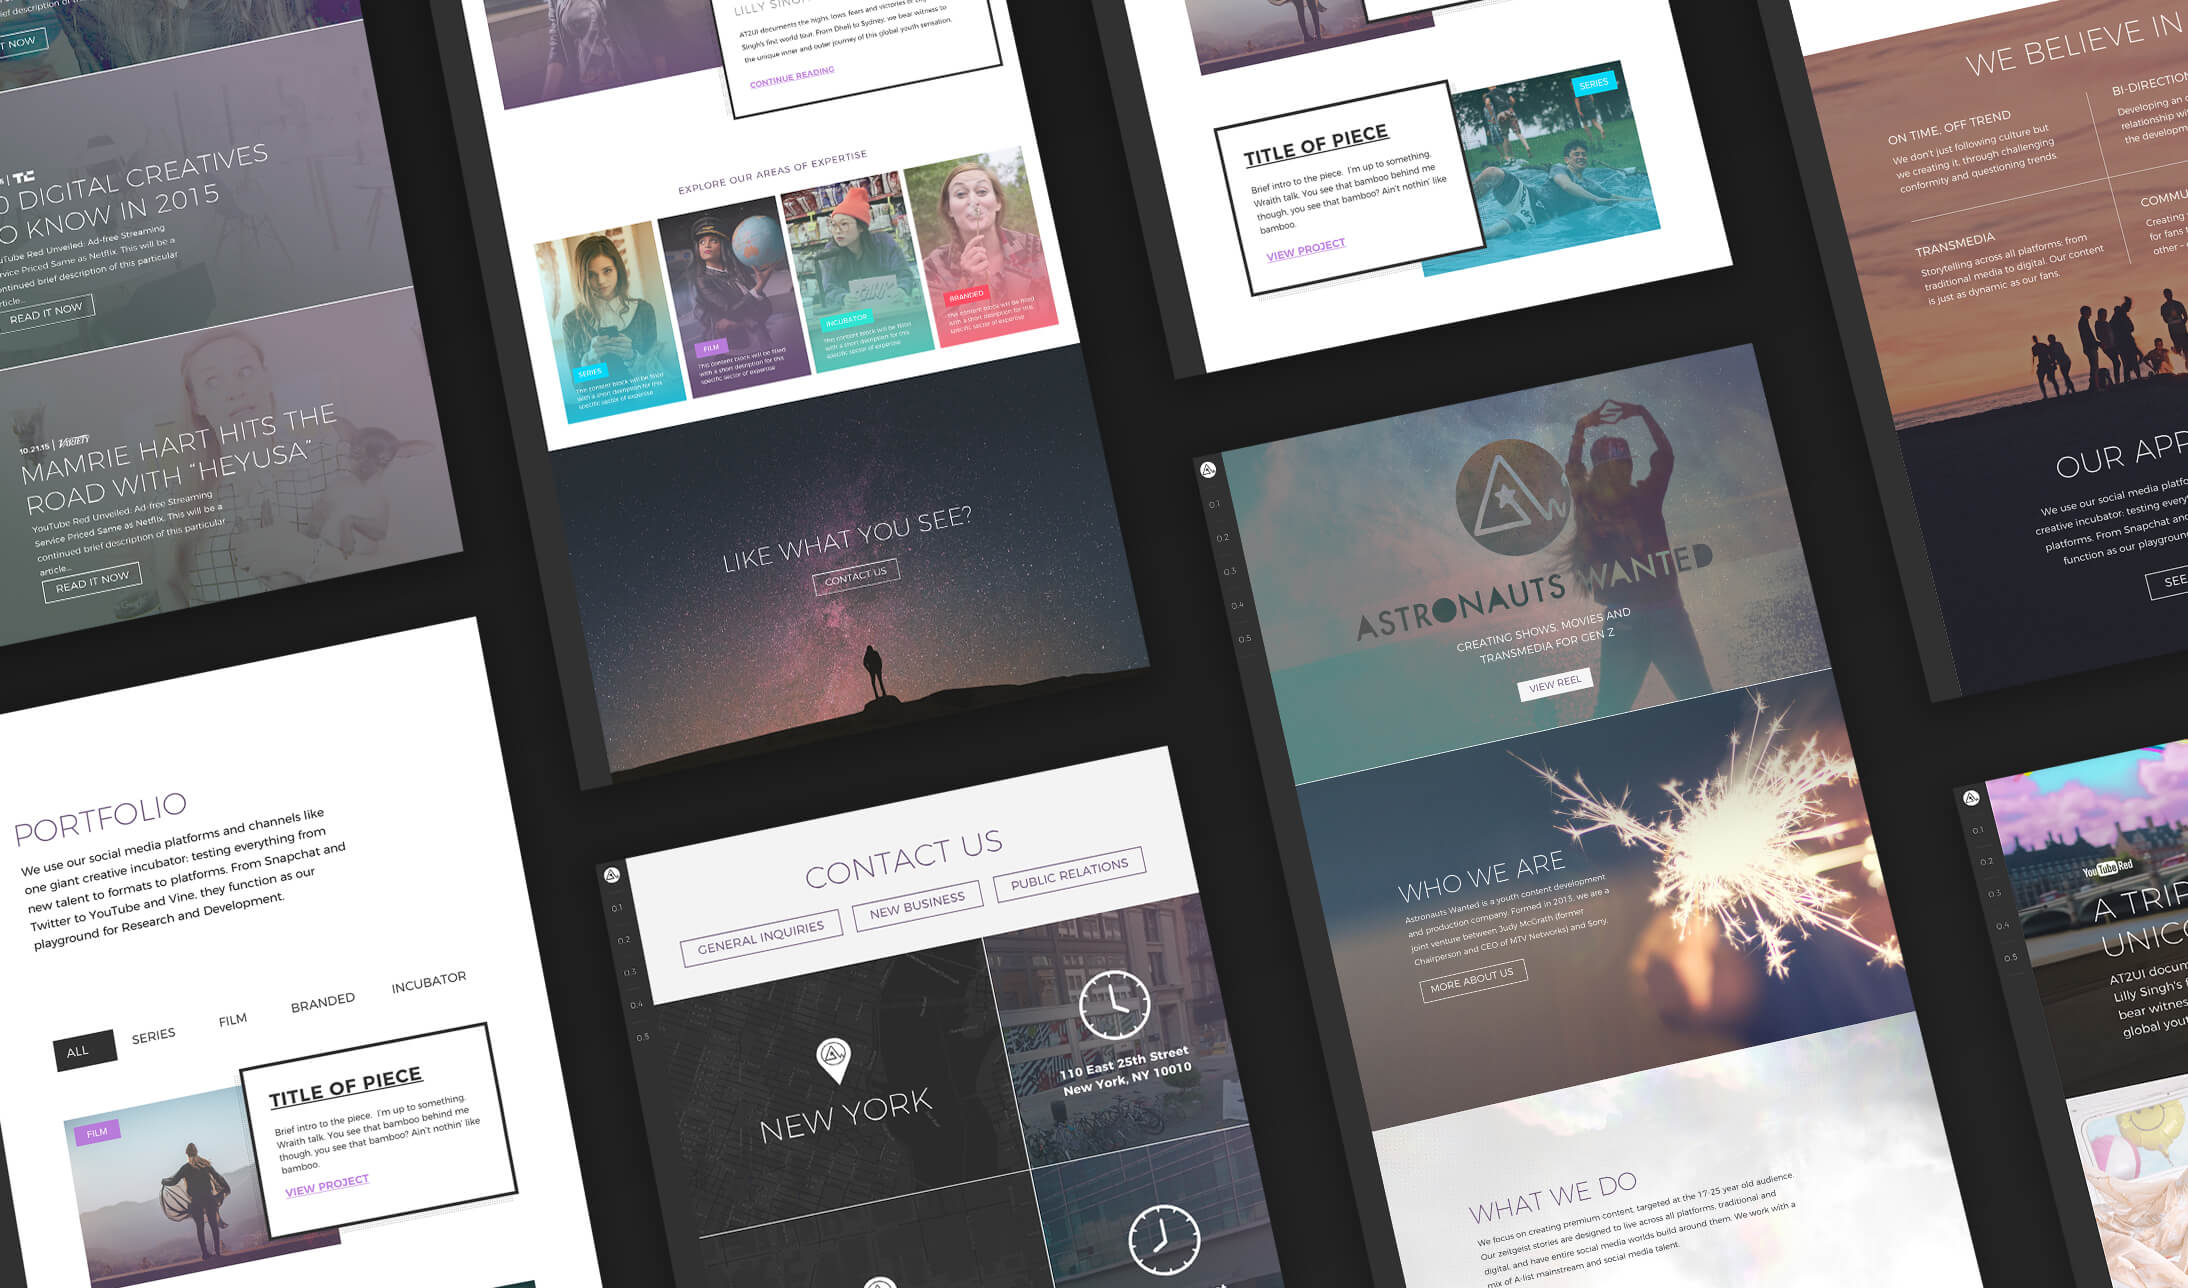 T NOW
TC
0 DIGITAL CREATIVES
O KNOW IN 2015
uTube Red Unveiled: Ad-free Streaming
rvice Priced Same as Netflix. This will be a
ontinued brief description of this particular
rticle...
READ IT NOW
10.21.15 | VARIETY
MAMRIE HART HITS THE
ROAD WITH “HEYUSA”
YouTube Red Unveiled: Ad-free Streaming
Service Priced Same as Netflix. This will be a
continued brief description of this particular
article...
READ IT NOW
PORTFOLIO
We use our social media platforms and channels like
one giant creative incubator: testing everything from
new talent to formats to platforms. From Snapchat and
Twitter to YouTube and Vine, they function as our
playground for Research and Development.
ALL
SERIES
FILM
BRANDED
INCUBATOR
FILM
TITLE OF PIECE
Brief intro to the piece. I'm up to something.
Wraith talk. You see that bamboo behind me
though, you see that bamboo? Ain't nothin' like
bamboo.
VIEW PROJECT
LILLY SING
AT2UI documents the highs, lows, fears and victories of
Singh's first world tour. From Dheli to Sydney, we bear witness to
the unique inner and outer journey of this global youth sensation.
CONTINUE READING
EXPLORE OUR AREAS OF EXPERTISE
SERIES
This content block will be filled
with a short desription for this
specific sector of expertise
FILM
This content block will be filled
with a short desription for this
specific sector of expertise
INCUBATOR
This content block will be filled
with a short desription for this
specific sector of expertise
BRANDED
This content block will be filled
with a short desription for this
specific sector of expertise
LIKE WHAT YOU SEE?
CONTACT US
0.1
0.2
0.3
0.4
0.5
CONTACT US
GENERAL INQUIRIES
NEW BUSINESS
PUBLIC RELATIONS
NEW YORK
110 East 25th Street
New York, NY 10010
SERIES
TITLE OF PIECE
Brief intro to the piece. I'm up to something.
Wraith talk. You see that bamboo behind me
though, you see that bamboo? Ain't nothin' like
bamboo.
VIEW PROJECT
0.1
0.2
0.3
0.4
0.5
ASTRONAUTS WANTED
CREATING SHOWS, MOVIES AND
TRANSMEDIA FOR GEN Z
VIEW REEL
WHO WE ARE
Astronauts Wanted is a youth content development
and production company. Formed in 2013, we are a
joint venture between Judy McGrath (former
Chairperson and CEO of MTV Networks) and Sony.
MORE ABOUT US
WHAT WE DO
We focus on creating premium content, targeted at the 17-25 year old audience.
Our zeitgeist stories are designed to live across all platforms, traditional and
digital, and have entire social media worlds build around them. We work with a
mix of A-list mainstream and social media talent.
WE BELIEVE IN
ON TIME, OFF TREND
We don't just following culture but
we creating it, through challenging
conformity and questioning trends.
BI-DIRECTION
Developing an
relationship wi
the developm
TRANSMEDIA
Storytelling across all platforms: from
traditional media to digital. Our content
is just as dynamic as our fans.
COMMU
Creating
for fans
other -
OUR APP
We use our social media platfo
creative incubator: testing every
platforms. From Snapchat and
function as our playground
SEE
0.1
0.2
0.3
0.4
0.5
YouTube Red
A TRIP
UNICO
AT2UI docum
Lilly Singh's
bear witnes
global yout